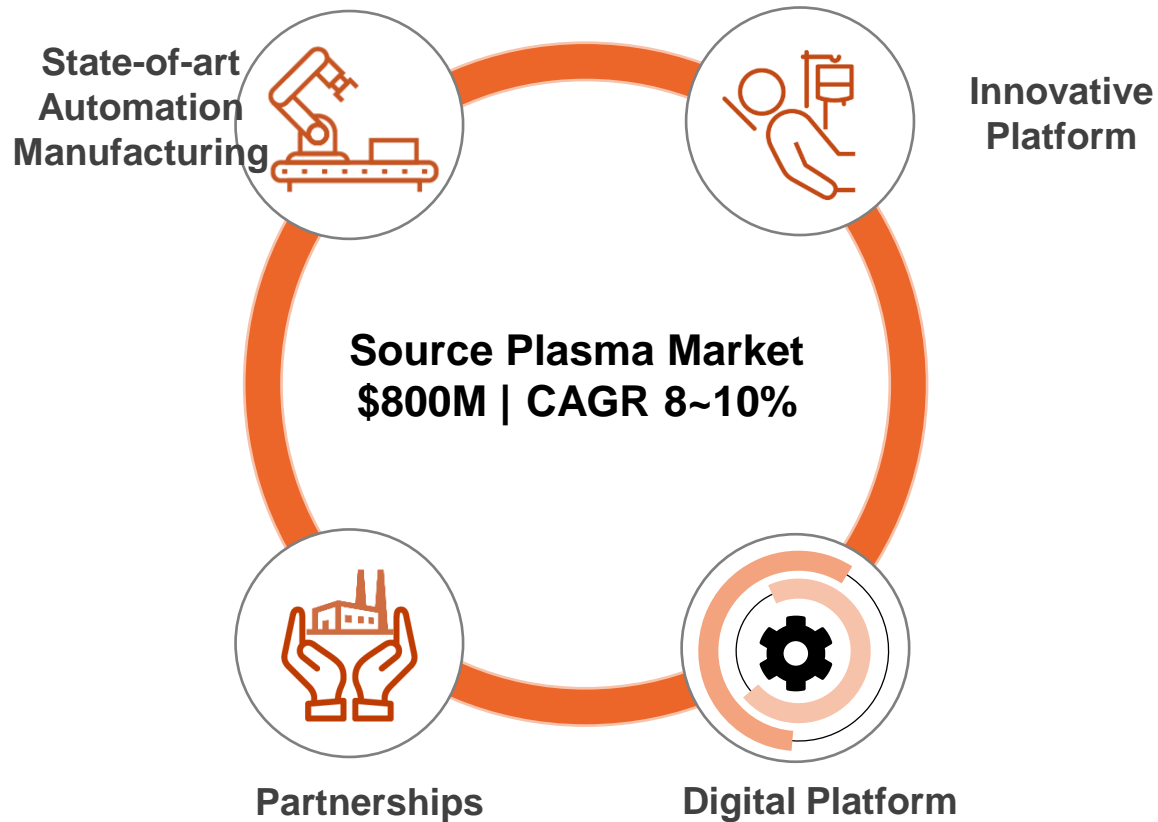 State-of-art
Automation
Manufacturing
Innovative
Platform
Source Plasma Market
$800M | CAGR 8~10%
Partnerships
Digital Platform